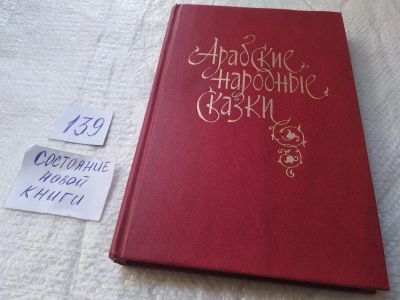 Арабские
народные
Сказки
139
СОСТОЯНИЕ
новой
книги